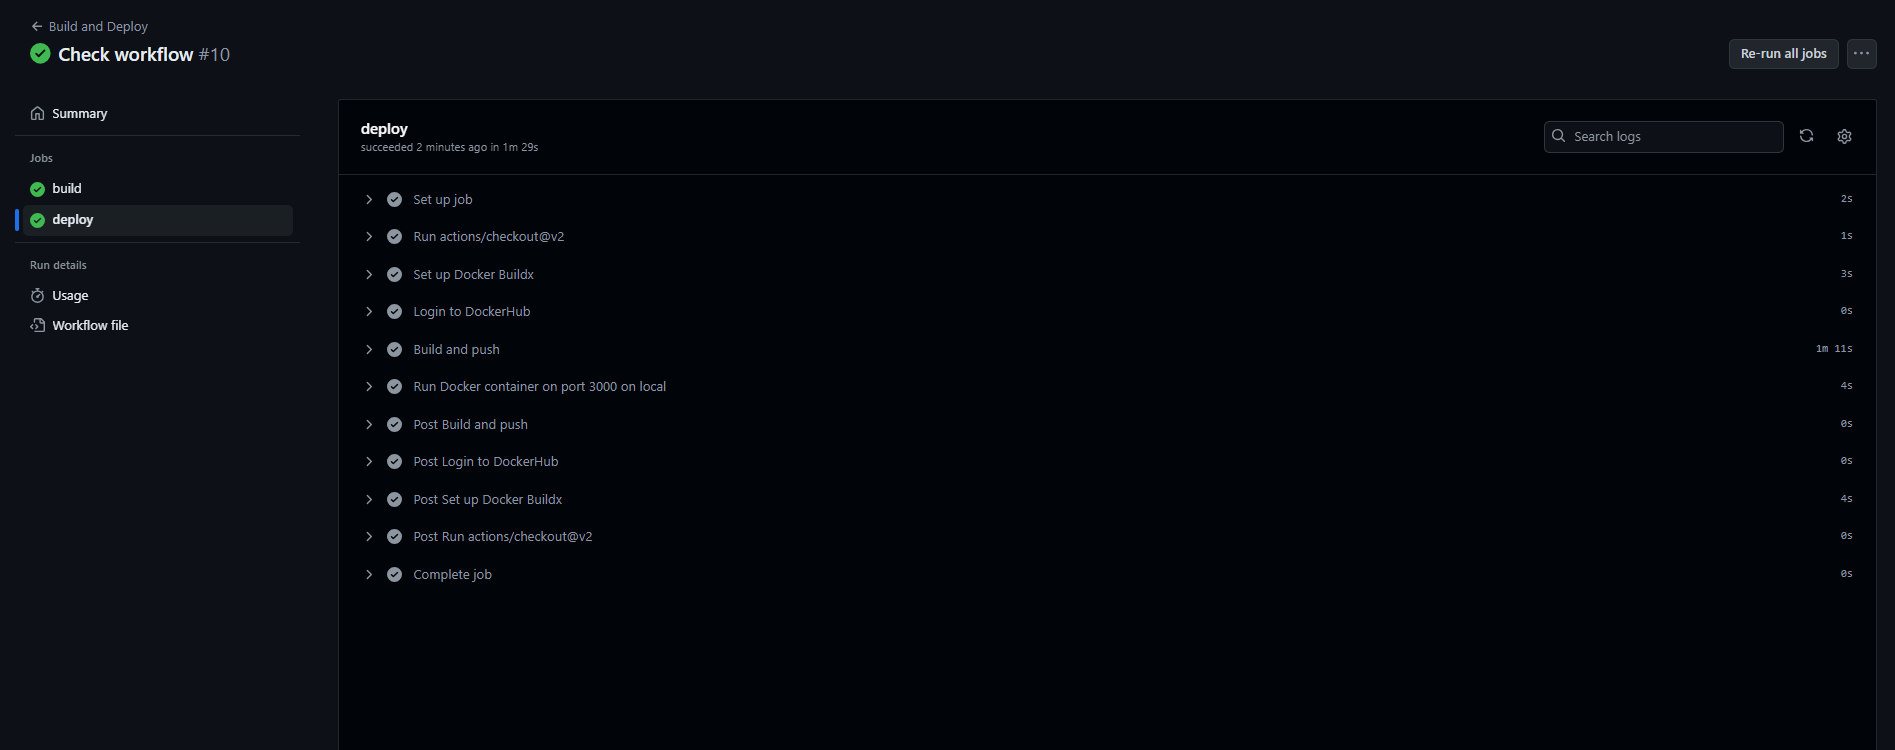 Build and Deploy
Check workflow #10
Re-run all jobs
Summary
Jobs
build
deploy
Run details
Usage
Workflow file
deploy
succeeded 2 minutes ago in 1m 29s
Search logs
Set up job 2s
Run actions/checkout@v2 1s
Set up Docker Buildx 3s
Login to DockerHub 0s
Build and push 1m 11s
Run Docker container on port 3000 on local 4s
Post Build and push 0s
Post Login to DockerHub 0s
Post Set up Docker Buildx 4s
Post Run actions/checkout@v2 0s
Complete job 0s